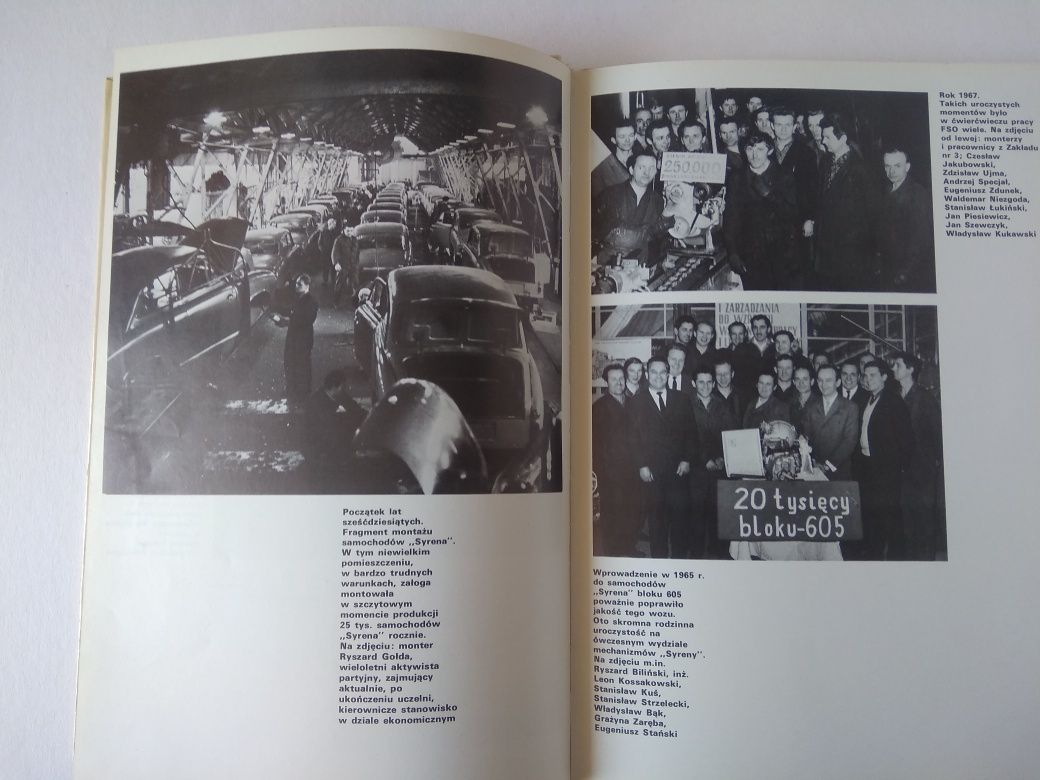 Początek lat
sześćdziesiątych.
Fragment montażu
samochodów „Syrena".
W tym niewielkim
pomieszczeniu,
w bardzo trudnych
warunkach, załoga
montowała
w szczytowym
momencie produkcji
25 tys. samochodów
„Syrena" rocznie.
Na zdjęciu: monter
Ryszard Gołda,
wieloletni aktywista
partyjny, zajmujący
aktualnie, po
ukończeniu uczelni,
kierownicze stanowisko
w dziale ekonomicznym
250.000
Rok 1967.
Takich uroczystych
momentów było
w ćwierćwieczu pracy
FSO wiele. Na zdjęciu
od lewej: monterzy
i pracownicy z Zakładu
nr 3; Czesław
Jakubowski,
Zdzisław Ujma,
Andrzej Specjał,
Eugeniusz Zdunek,
Waldemar Niezgoda,
Stanisław Łukiński,
Jan Piesiewicz,
Jan Szewczyk,
Władysław Kukawski
I ZARZĄDZANIA
20 tysięcy
bloku-605
Wprowadzenie w 1965 r.
do samochodów
„Syrena" bloku 605
poważnie poprawiło
jakość tego wozu.
Oto skromna rodzinna
uroczystość na
ówczesnym wydziale
mechanizmów „Syreny".
Na zdjęciu m.in.
Ryszard Biliński, inż.
Leon Kossakowski,
Stanisław Kuś,
Stanisław Strzelecki,
Władysław Bąk,
Grażyna Zaręba,
Eugeniusz Stański